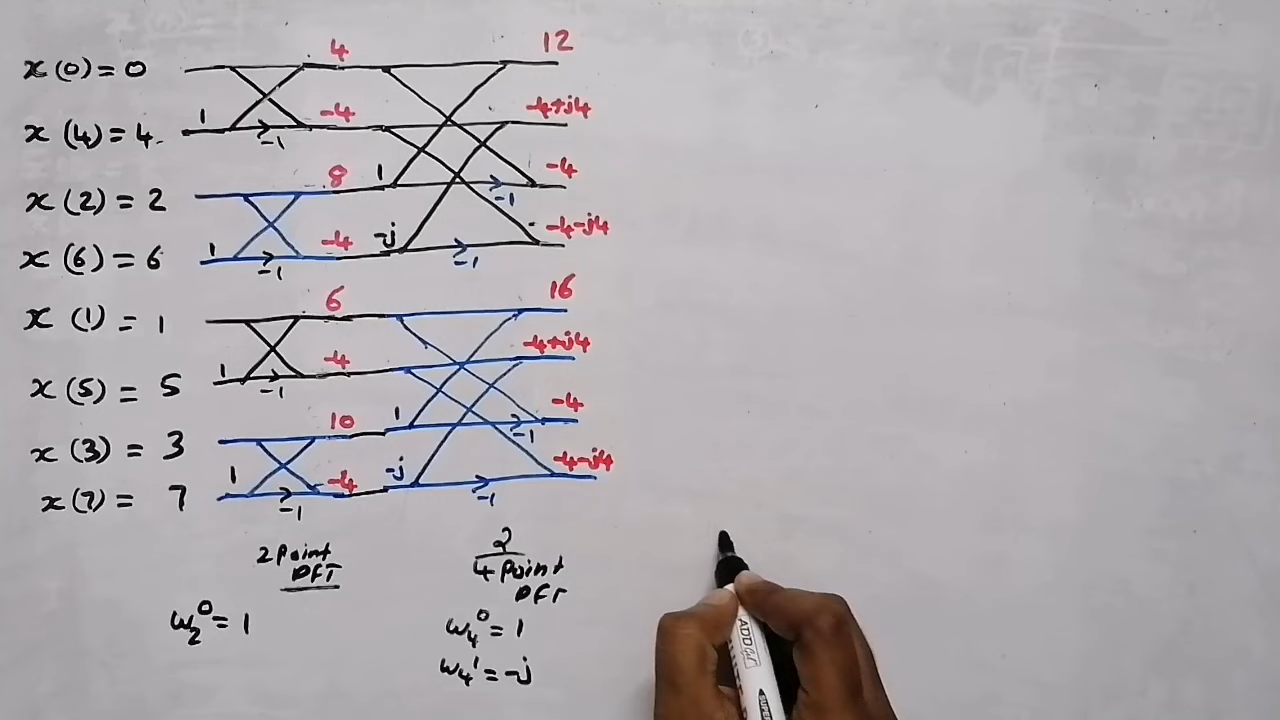 12
4
x(0) = 0
-4+j4
1 -4
x(4) = 4
-1
-4
8 1
x(2) = 2
-1
-4-j4
1 -4 -j
x(6) = 6
-1 -1
16
6
x(1) = 1
-4+j4
-4
1
x(5) = 5
-1
-4
10 1
x(3) = 3
-1
-4-j4
1 -4 -j
x(7) = 7
-1 -1
2 Point
DFT
2
4 Point
DFT
w₂⁰ = 1
w₄⁰ = 1
w₄¹ = -j